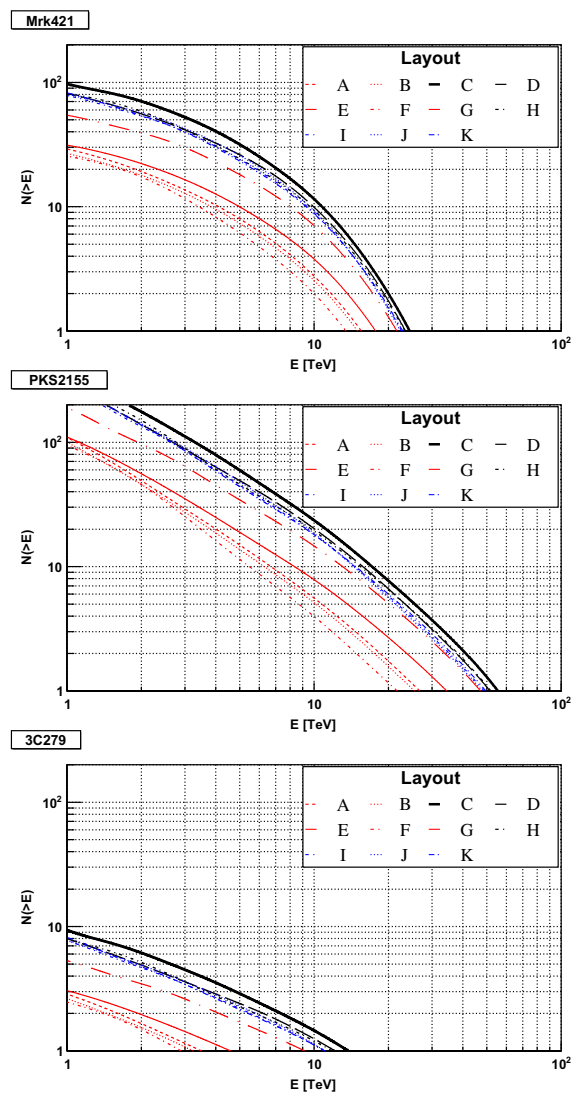 Mrk421
N(>E)
10²
10
1
Layout
A B C D
E F G H
I J K
1 10 10²
E [TeV]
PKS2155
N(>E)
10²
10
1
Layout
A B C D
E F G H
I J K
1 10 10²
E [TeV]
3C279
N(>E)
10²
10
1
Layout
A B C D
E F G H
I J K
1 10 10²
E [TeV]